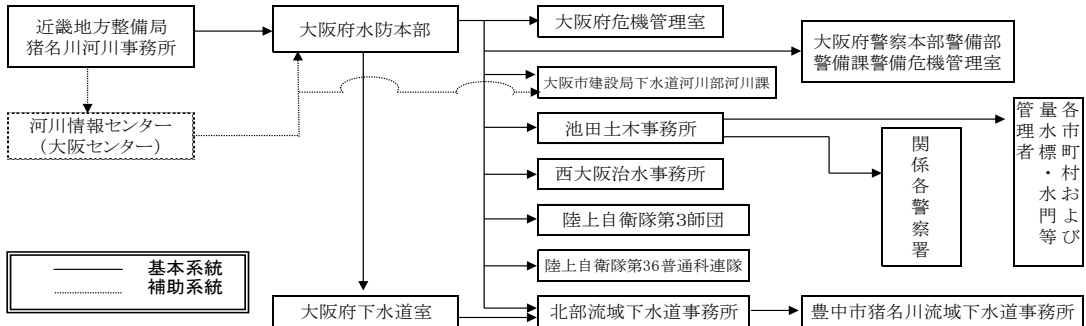 近畿地方整備局
猪名川河川事務所
大阪府水防本部
大阪府危機管理室
大阪府警察本部警備部
警備課警備危機管理室
大阪市建設局下水道河川部河川課
河川情報センター
（大阪センター）
池田土木事務所
関係各警察署
各市町村および
量水標・水門等
管理者
西大阪治水事務所
陸上自衛隊第3師団
陸上自衛隊第36普通科連隊
基本系統
補助系統
大阪府下水道室
北部流域下水道事務所
豊中市猪名川流域下水道事務所